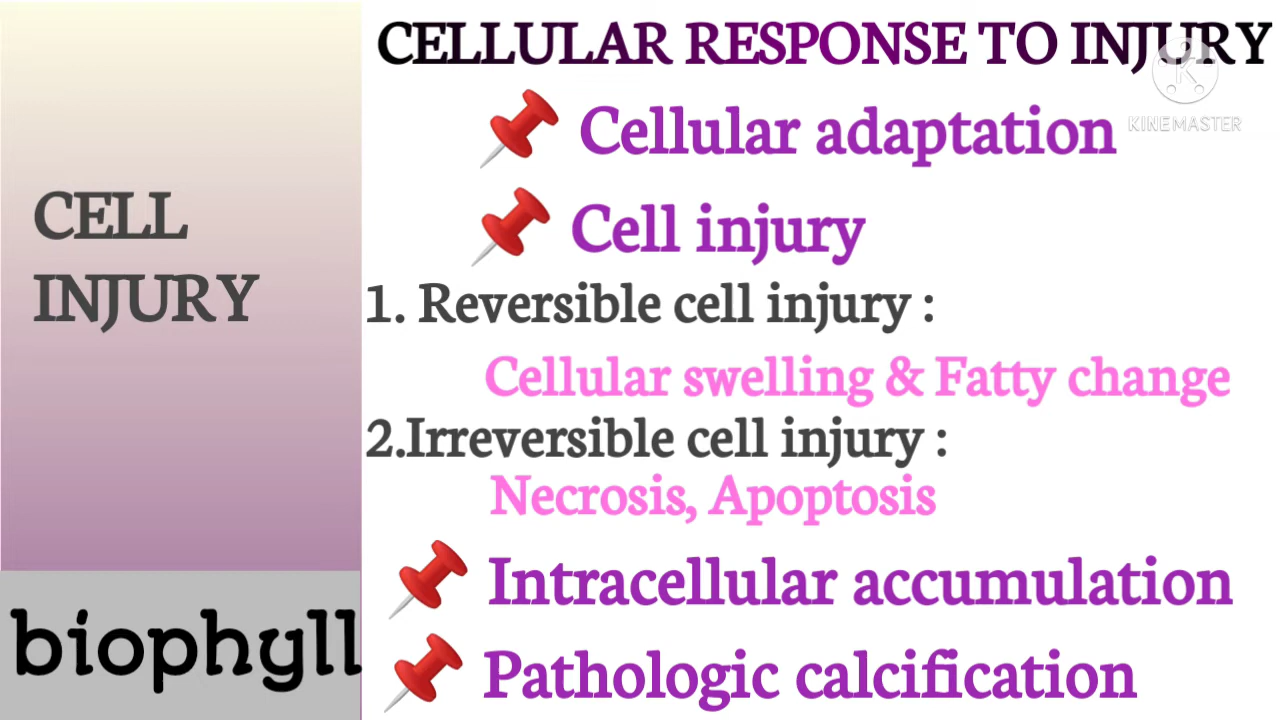 CELLULAR RESPONSE TO INJURY
KINEMASTER
Cellular adaptation
CELL
INJURY
Cell injury
1. Reversible cell injury :
Cellular swelling & Fatty change
2.Irreversible cell injury :
Necrosis, Apoptosis
Intracellular accumulation
biophyll
Pathologic calcification